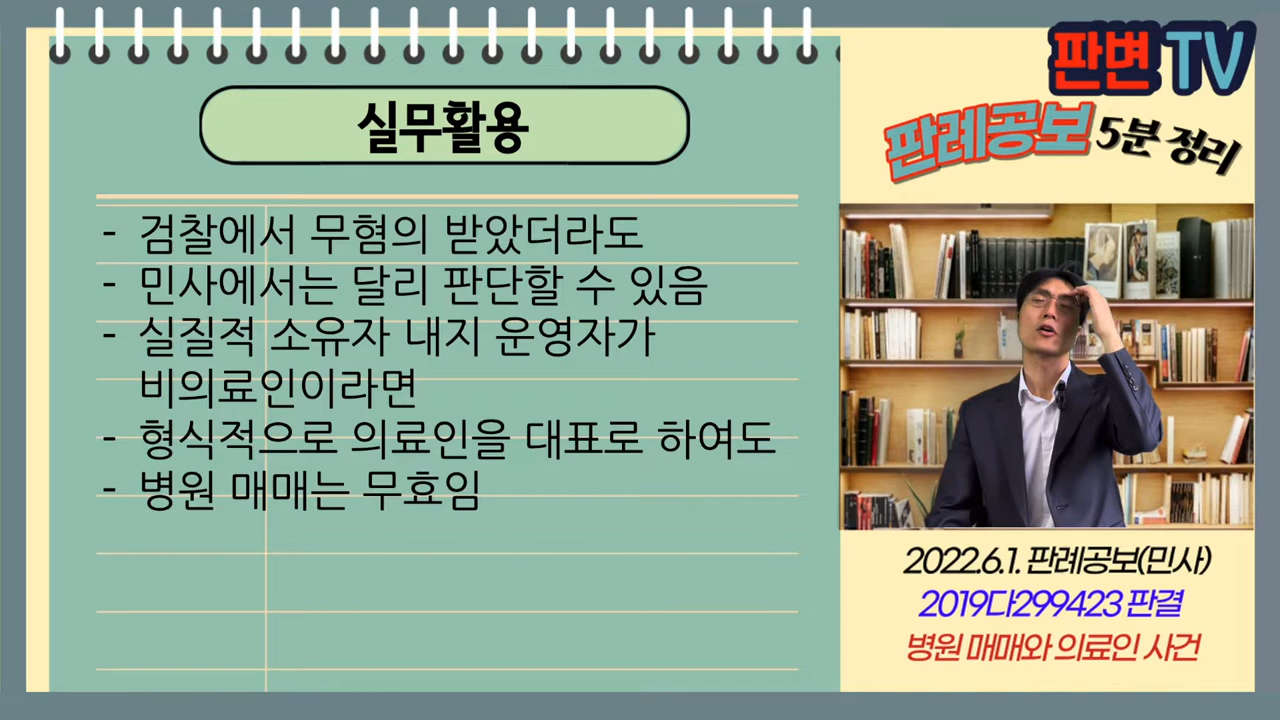 실무활용
- 검찰에서 무혐의 받았더라도
- 민사에서는 달리 판단할 수 있음
- 실질적 소유자 내지 운영자가
비의료인이라면
- 형식적으로 의료인을 대표로 하여도
- 병원 매매는 무효임
판변 TV
판례공보 5분 정리
2022.6.1. 판례공보(민사)
2019다299423 판결
병원 매매와 의료인 사건